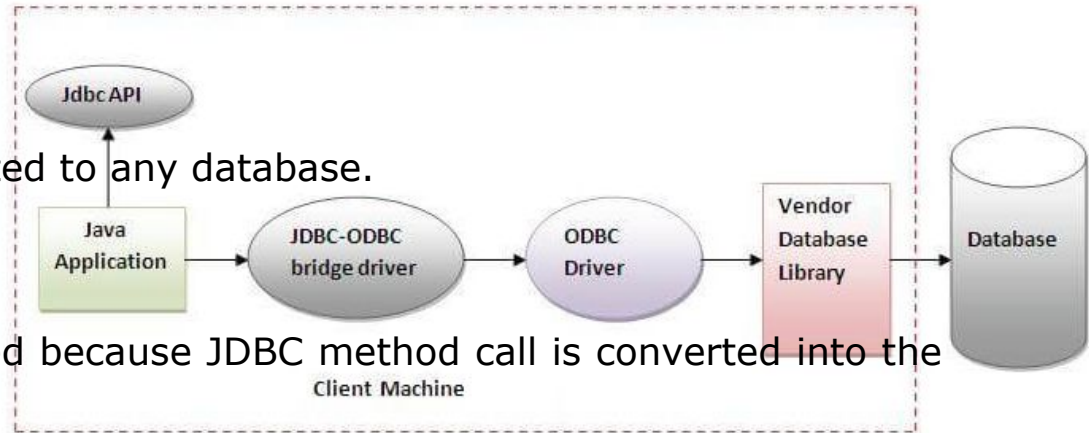 Jdbc API
ted to any database.
Java
Application
JDBC-ODBC
bridge driver
ODBC
Driver
Vendor
Database
Library
Database
d because JDBC method call is converted into the
Client Machine